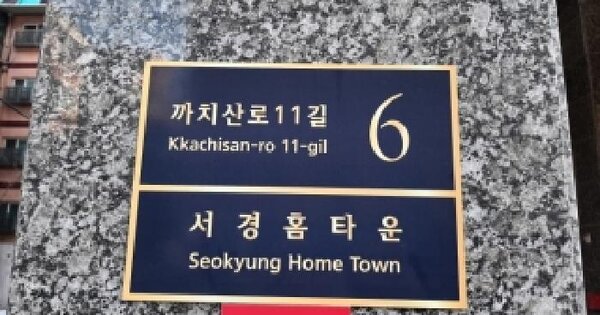 까치산로11길
Kkachisan-ro 11-gil
6
서경홈타운
Seokyung Home Town